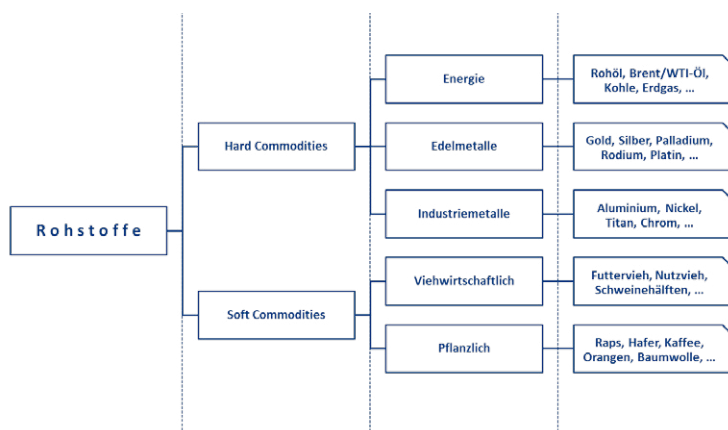 Rohstoffe
Hard Commodities
Soft Commodities
Energie
Rohöl, Brent/WTI-Öl,
Kohle, Erdgas, ...
Edelmetalle
Gold, Silber, Palladium,
Rodium, Platin, ...
Industriemetalle
Aluminium, Nickel,
Titan, Chrom, ...
Viehwirtschaftlich
Futtervieh, Nutzvieh,
Schweinehälften, ...
Pflanzlich
Raps, Hafer, Kaffee,
Orangen, Baumwolle, ...